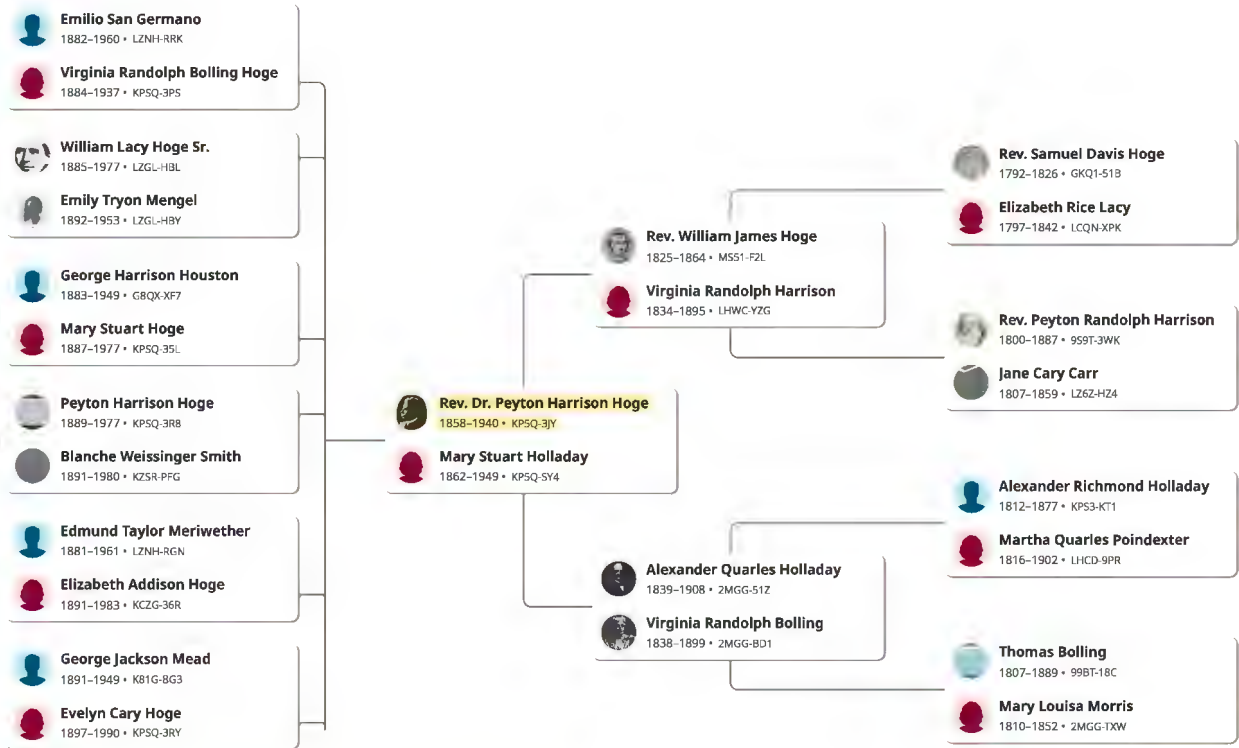 Emilio San Germano
1882–1960 • LZNH-RRK
Virginia Randolph Bolling Hoge
1884–1937 • KPSQ-3PS
William Lacy Hoge Sr.
1885–1977 • LZGL-HBL
Emily Tryon Mengel
1892–1953 • LZGL-HBY
George Harrison Houston
1883–1949 • G8QX-XF7
Mary Stuart Hoge
1887–1977 • KPSQ-35L
Peyton Harrison Hoge
1889–1977 • KPSQ-3R8
Blanche Weissinger Smith
1891–1980 • KZSR-PFG
Edmund Taylor Meriwether
1881–1961 • LZNH-RGN
Elizabeth Addison Hoge
1891–1983 • KCZG-36R
George Jackson Mead
1891–1949 • K81G-8G3
Evelyn Cary Hoge
1897–1990 • KPSQ-3RY
Rev. Dr. Peyton Harrison Hoge
1858–1940 • KPSQ-3JY
Mary Stuart Holladay
1862–1949 • KPSQ-SY4
Rev. William James Hoge
1825–1864 • MS51-F2L
Virginia Randolph Harrison
1834–1895 • LHWC-YZG
Alexander Quarles Holladay
1839–1908 • 2MGG-51Z
Virginia Randolph Bolling
1838–1899 • 2MGG-BD1
Rev. Samuel Davis Hoge
1792–1826 • GKQ1-51B
Elizabeth Rice Lacy
1797–1842 • LCQN-XPK
Rev. Peyton Randolph Harrison
1800–1887 • 9S9T-3WK
Jane Cary Carr
1807–1859 • LZ6Z-HZ4
Alexander Richmond Holladay
1812–1877 • KPS3-KT1
Martha Quarles Poindexter
1816–1902 • LHCD-9PR
Thomas Bolling
1807–1889 • 99BT-18C
Mary Louisa Morris
1810–1852 • 2MGG-TXW